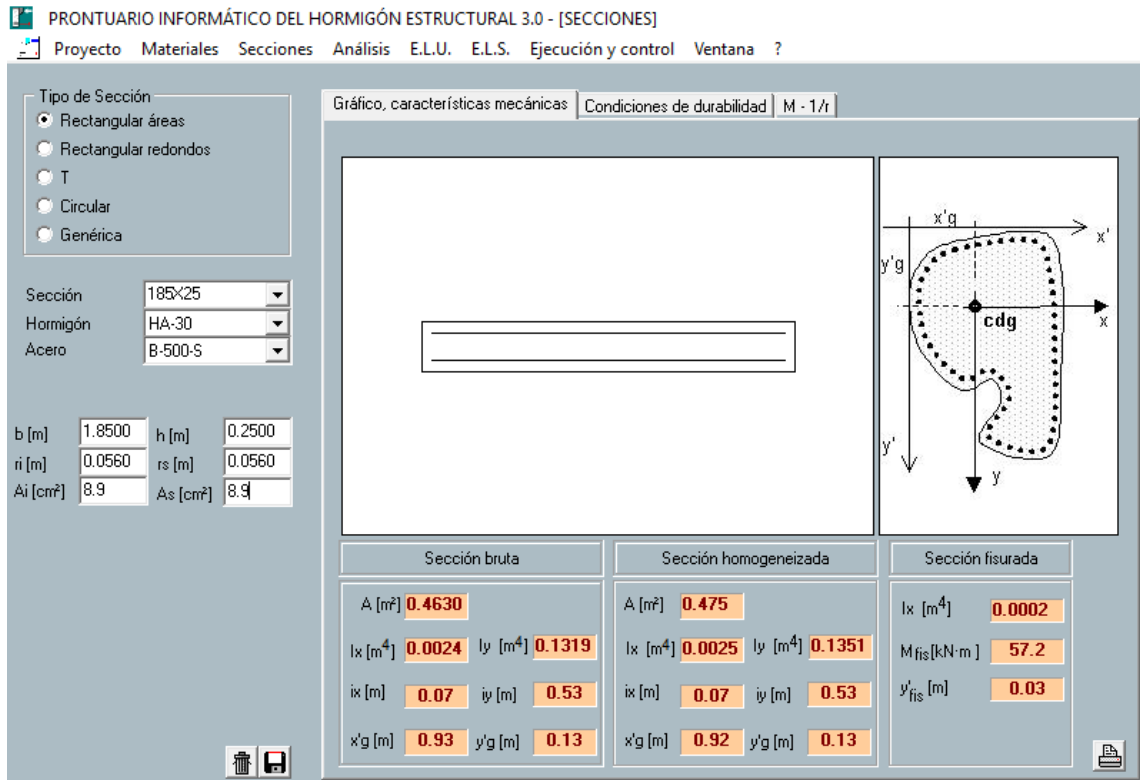 PRONTUARIO INFORMÁTICO DEL HORMIGÓN ESTRUCTURAL 3.0 - [SECCIONES]
Proyecto Materiales Secciones Análisis E.L.U. E.L.S. Ejecución y control Ventana ?
Tipo de Sección
Rectangular áreas
Rectangular redondos
T
Circular
Genérica
Sección 185X25
Hormigón HA-30
Acero B-500-S
b [m] 1.8500 h [m] 0.2500
ri [m] 0.0560 rs [m] 0.0560
Ai [cm²] 8.9 As [cm²] 8.9
Gráfico, características mecánicas Condiciones de durabilidad M - 1/r
x'g
x'
y'g
cdg
x
y'
y
Sección bruta
A [m²] 0.4630
Ix [m4] 0.0024 Iy [m4] 0.1319
ix [m] 0.07 iy [m] 0.53
x'g [m] 0.93 y'g [m] 0.13
Sección homogeneizada
A [m²] 0.475
Ix [m4] 0.0025 Iy [m4] 0.1351
ix [m] 0.07 iy [m] 0.53
x'g [m] 0.92 y'g [m] 0.13
Sección fisurada
Ix [m4] 0.0002
Mfis[kN·m ] 57.2
y'fis [m] 0.03